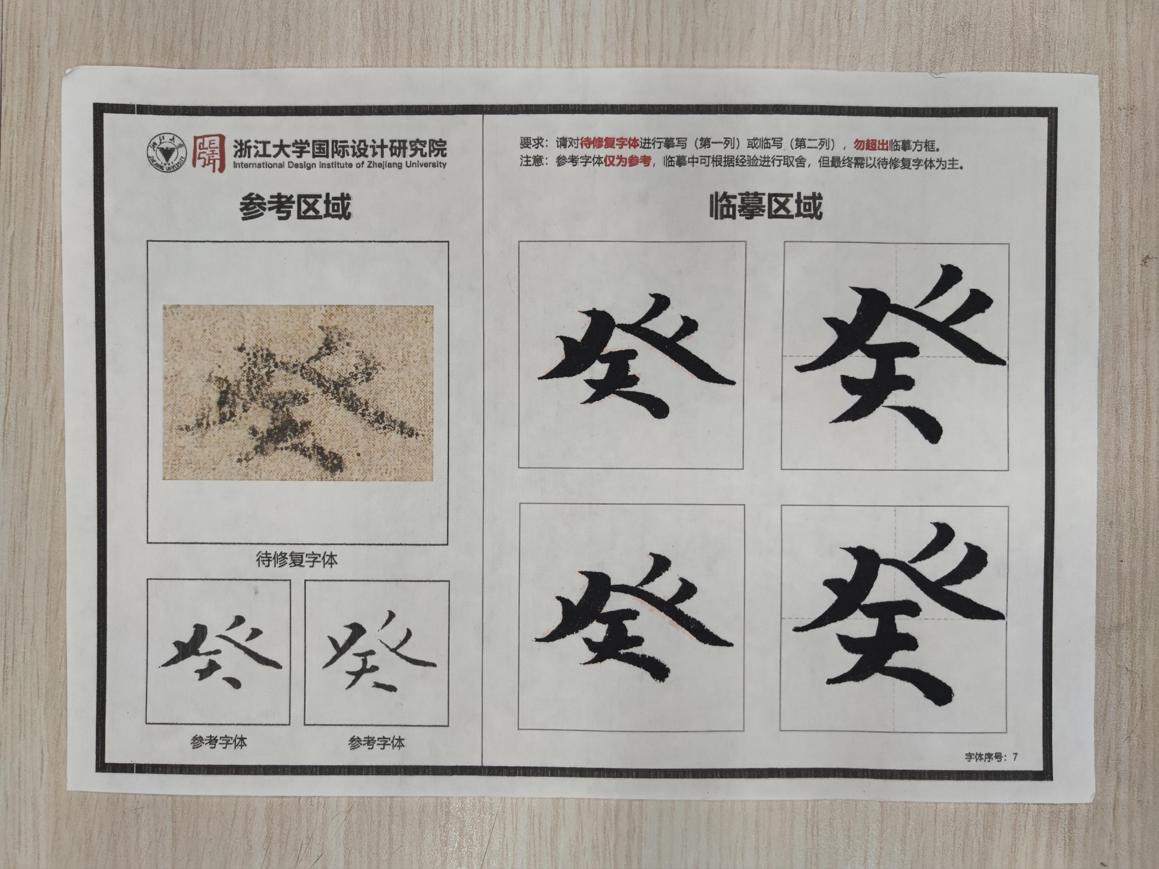 浙江大学国际设计研究院
International Design Institute of Zhejiang University
参考区域
癸
待修复字体
癸
癸
参考字体
参考字体
要求：请对待修复字体进行摹写（第一列）或临写（第二列），勿超出临摹方框。
注意：参考字体仅为参考，临摹中可根据经验进行取舍，但最终需以待修复字体为主。
临摹区域
癸
癸
癸
癸
字体序号：7